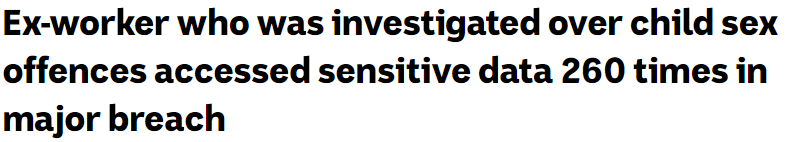 Ex-worker who was investigated over child sex
offences accessed sensitive data 260 times in
major breach